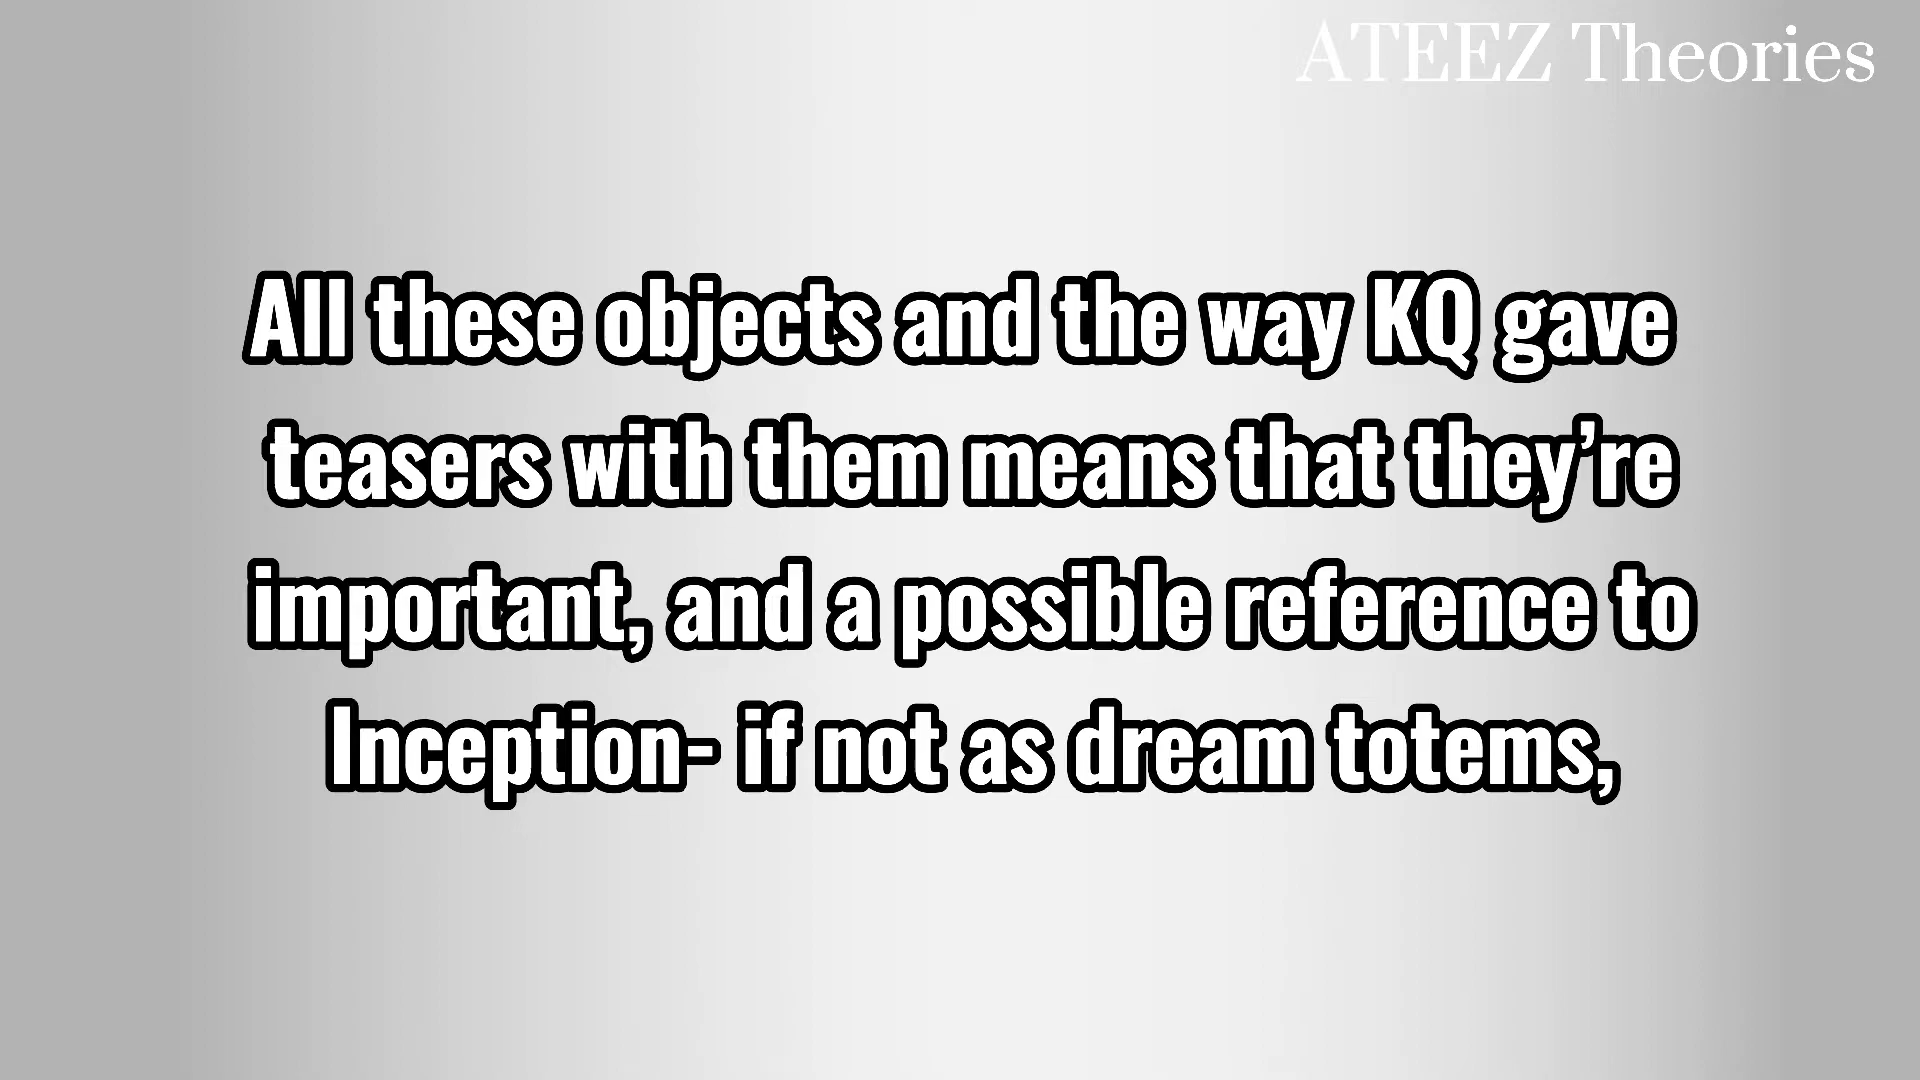 ATEEZ Theories
All these objects and the way KQ gave
teasers with them means that they’re
important, and a possible reference to
Inception- if not as dream totems,